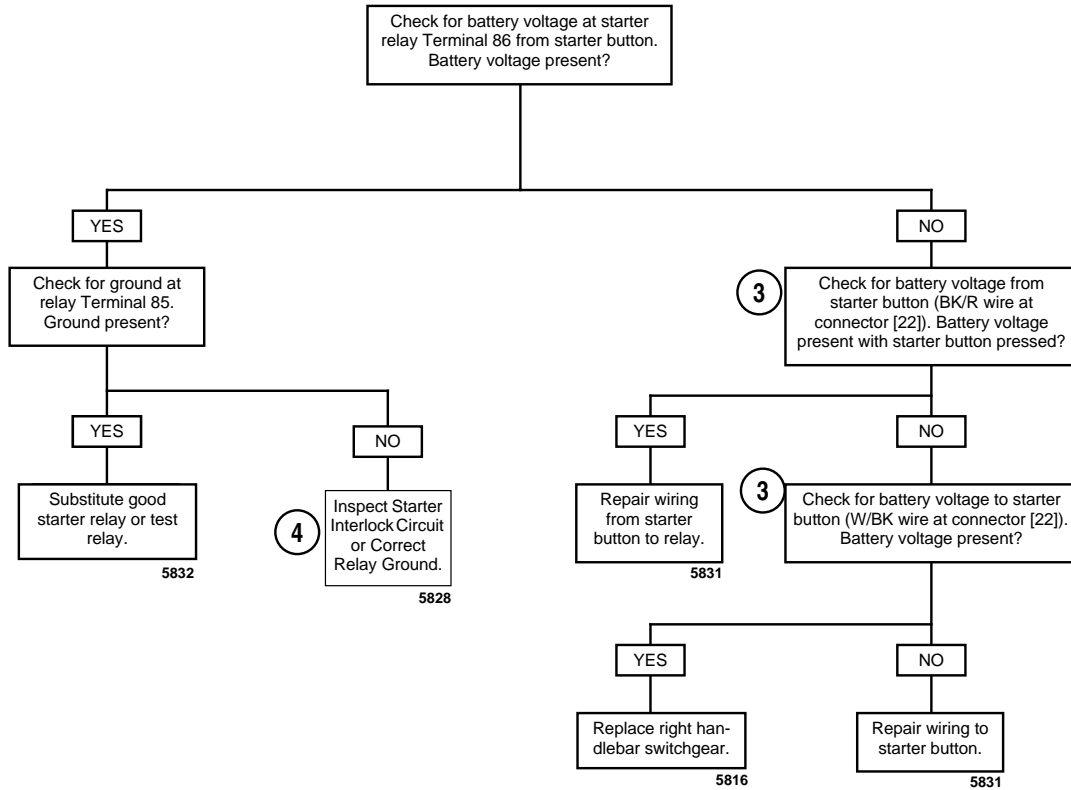 Check for battery voltage at starter
relay Terminal 86 from starter button.
Battery voltage present?
YES
NO
Check for ground at
relay Terminal 85.
Ground present?
3
Check for battery voltage from
starter button (BK/R wire at
connector [22]). Battery voltage
present with starter button pressed?
YES
NO
YES
NO
Substitute good
starter relay or test
relay.
5832
4
Inspect Starter
Interlock Circuit
or Correct
Relay Ground.
5828
Repair wiring
from starter
button to relay.
5831
3
Check for battery voltage to starter
button (W/BK wire at connector [22]).
Battery voltage present?
YES
NO
Replace right han-
dlebar switchgear.
5816
Repair wiring to
starter button.
5831